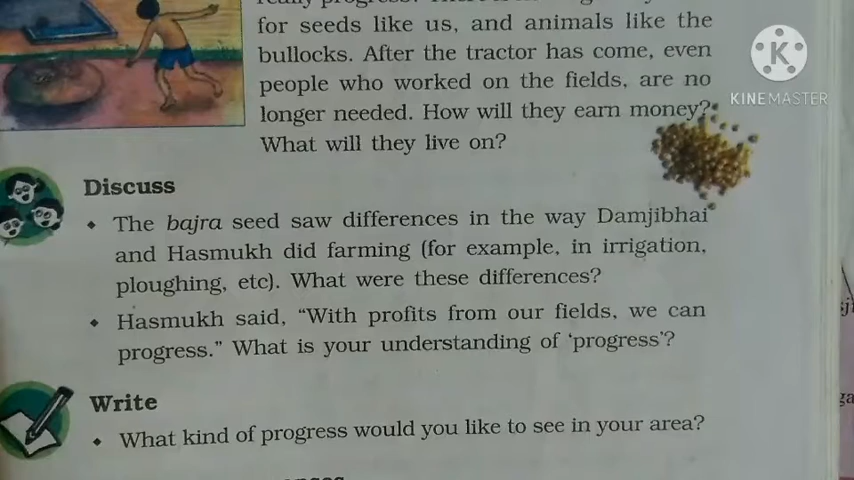 for seeds like us, and animals like the
bullocks. After the tractor has come, even
people who worked on the fields, are no
longer needed. How will they earn money?
What will they live on?
KINEMASTER
Discuss
• The bajra seed saw differences in the way Damjibhai
and Hasmukh did farming (for example, in irrigation,
ploughing, etc). What were these differences?
• Hasmukh said, “With profits from our fields, we can
progress.” What is your understanding of ‘progress’?
Write
• What kind of progress would you like to see in your area?